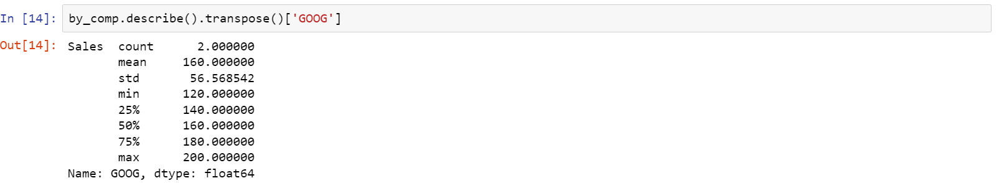 In [14]: by_comp.describe().transpose()['GOOG']
Out[14]: Sales  count      2.000000
       mean     160.000000
       std       56.568542
       min      120.000000
       25%      140.000000
       50%      160.000000
       75%      180.000000
       max      200.000000
Name: GOOG, dtype: float64